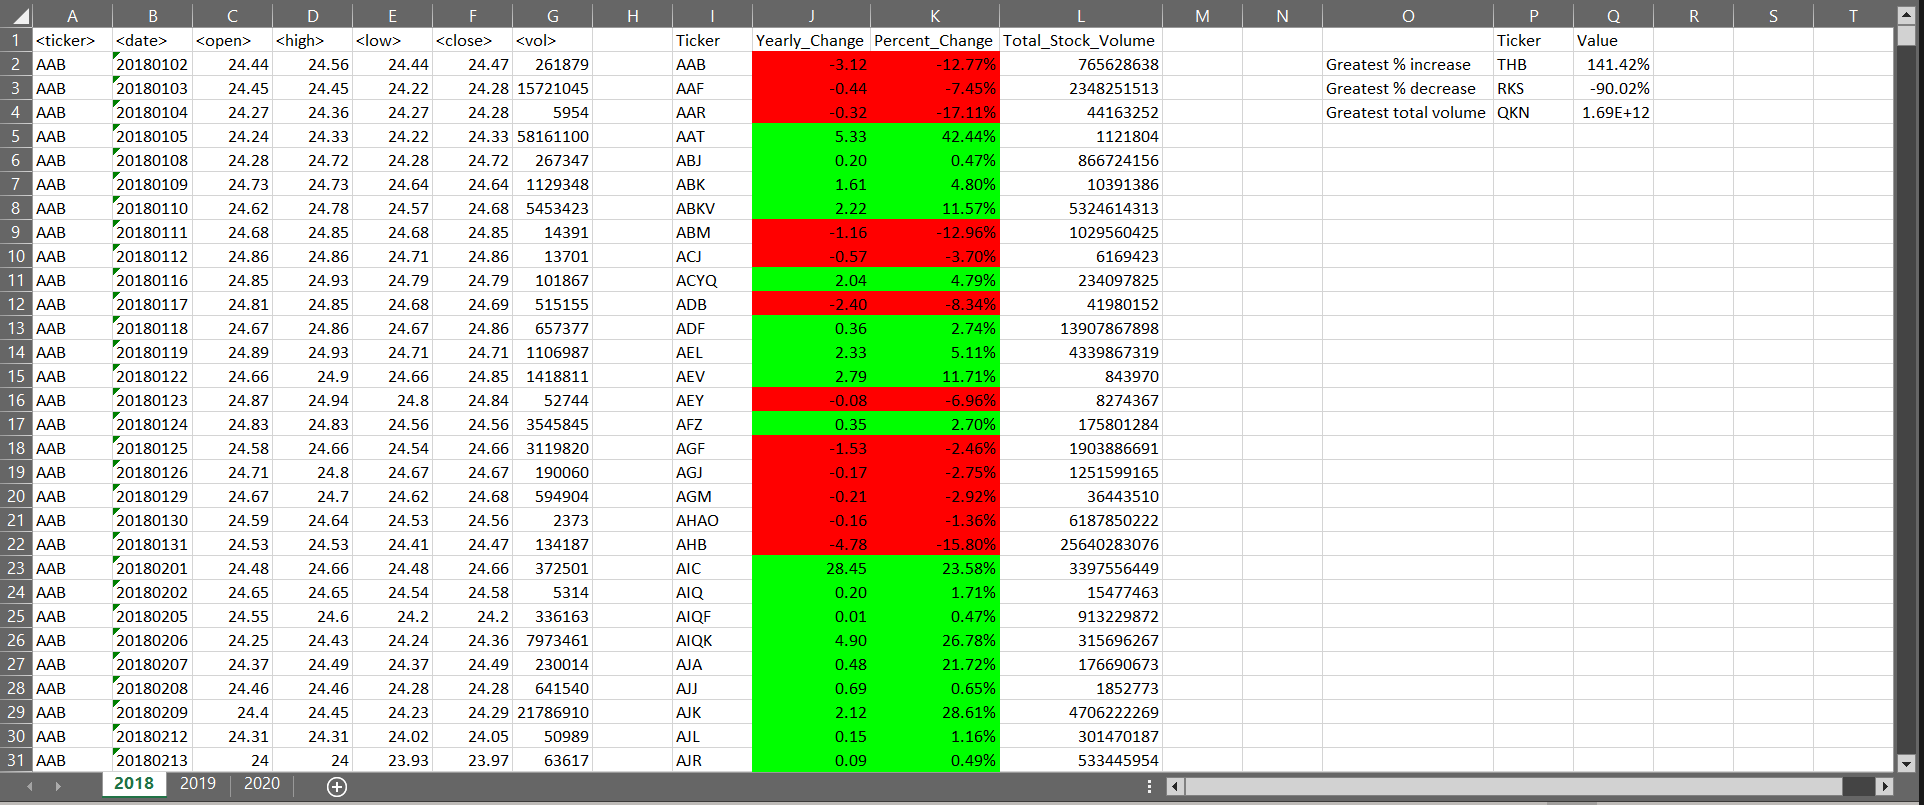 A B C D E F G H I J K L M N O P Q R S T
1 <ticker> <date> <open> <high> <low> <close> <vol> Ticker Yearly_Change Percent_Change Total_Stock_Volume Ticker Value
2 AAB 20180102 24.44 24.56 24.44 24.47 261879 AAB -3.12 -12.77% 765628638 Greatest % increase THB 141.42%
3 AAB 20180103 24.45 24.45 24.22 24.28 15721045 AAF -0.44 -7.45% 2348251513 Greatest % decrease RKS -90.02%
4 AAB 20180104 24.27 24.36 24.27 24.28 5954 AAR -0.32 -17.11% 44163252 Greatest total volume QKN 1.69E+12
5 AAB 20180105 24.24 24.33 24.22 24.33 58161100 AAT 5.33 42.44% 1121804
6 AAB 20180108 24.28 24.72 24.28 24.72 267347 ABJ 0.20 0.47% 866724156
7 AAB 20180109 24.73 24.73 24.64 24.64 1129348 ABK 1.61 4.80% 10391386
8 AAB 20180110 24.62 24.78 24.57 24.68 5453423 ABKV 2.22 11.57% 5324614313
9 AAB 20180111 24.68 24.85 24.68 24.85 14391 ABM -1.16 -12.96% 1029560425
10 AAB 20180112 24.86 24.86 24.71 24.86 13701 ACJ -0.57 -3.70% 6169423
11 AAB 20180116 24.85 24.93 24.79 24.79 101867 ACYQ 2.04 4.79% 234097825
12 AAB 20180117 24.81 24.85 24.68 24.69 515155 ADB -2.40 -8.34% 41980152
13 AAB 20180118 24.67 24.86 24.67 24.86 657377 ADF 0.36 2.74% 13907867898
14 AAB 20180119 24.89 24.93 24.71 24.71 1106987 AEL 2.33 5.11% 4339867319
15 AAB 20180122 24.66 24.9 24.66 24.85 1418811 AEV 2.79 11.71% 843970
16 AAB 20180123 24.87 24.94 24.8 24.84 52744 AEY -0.08 -6.96% 8274367
17 AAB 20180124 24.83 24.83 24.56 24.56 3545845 AFZ 0.35 2.70% 175801284
18 AAB 20180125 24.58 24.66 24.54 24.66 3119820 AGF -1.53 -2.46% 1903886691
19 AAB 20180126 24.71 24.8 24.67 24.67 190060 AGJ -0.17 -2.75% 1251599165
20 AAB 20180129 24.67 24.7 24.62 24.68 594904 AGM -0.21 -2.92% 36443510
21 AAB 20180130 24.59 24.64 24.53 24.56 2373 AHAO -0.16 -1.36% 6187850222
22 AAB 20180131 24.53 24.53 24.41 24.47 134187 AHB -4.78 -15.80% 25640283076
23 AAB 20180201 24.48 24.66 24.48 24.66 372501 AIC 28.45 23.58% 3397556449
24 AAB 20180202 24.65 24.65 24.54 24.58 5314 AIQ 0.20 1.71% 15477463
25 AAB 20180205 24.55 24.6 24.2 24.2 336163 AIQF 0.01 0.47% 913229872
26 AAB 20180206 24.25 24.43 24.24 24.36 7973461 AIQK 4.90 26.78% 315696267
27 AAB 20180207 24.37 24.49 24.37 24.49 230014 AJA 0.48 21.72% 176690673
28 AAB 20180208 24.46 24.46 24.28 24.28 641540 AJJ 0.69 0.65% 1852773
29 AAB 20180209 24.4 24.45 24.23 24.29 21786910 AJK 2.12 28.61% 4706222269
30 AAB 20180212 24.31 24.31 24.02 24.05 50989 AJL 0.15 1.16% 301470187
31 AAB 20180213 24 24 23.93 23.97 63617 AJR 0.09 0.49% 533445954
2018 2019 2020